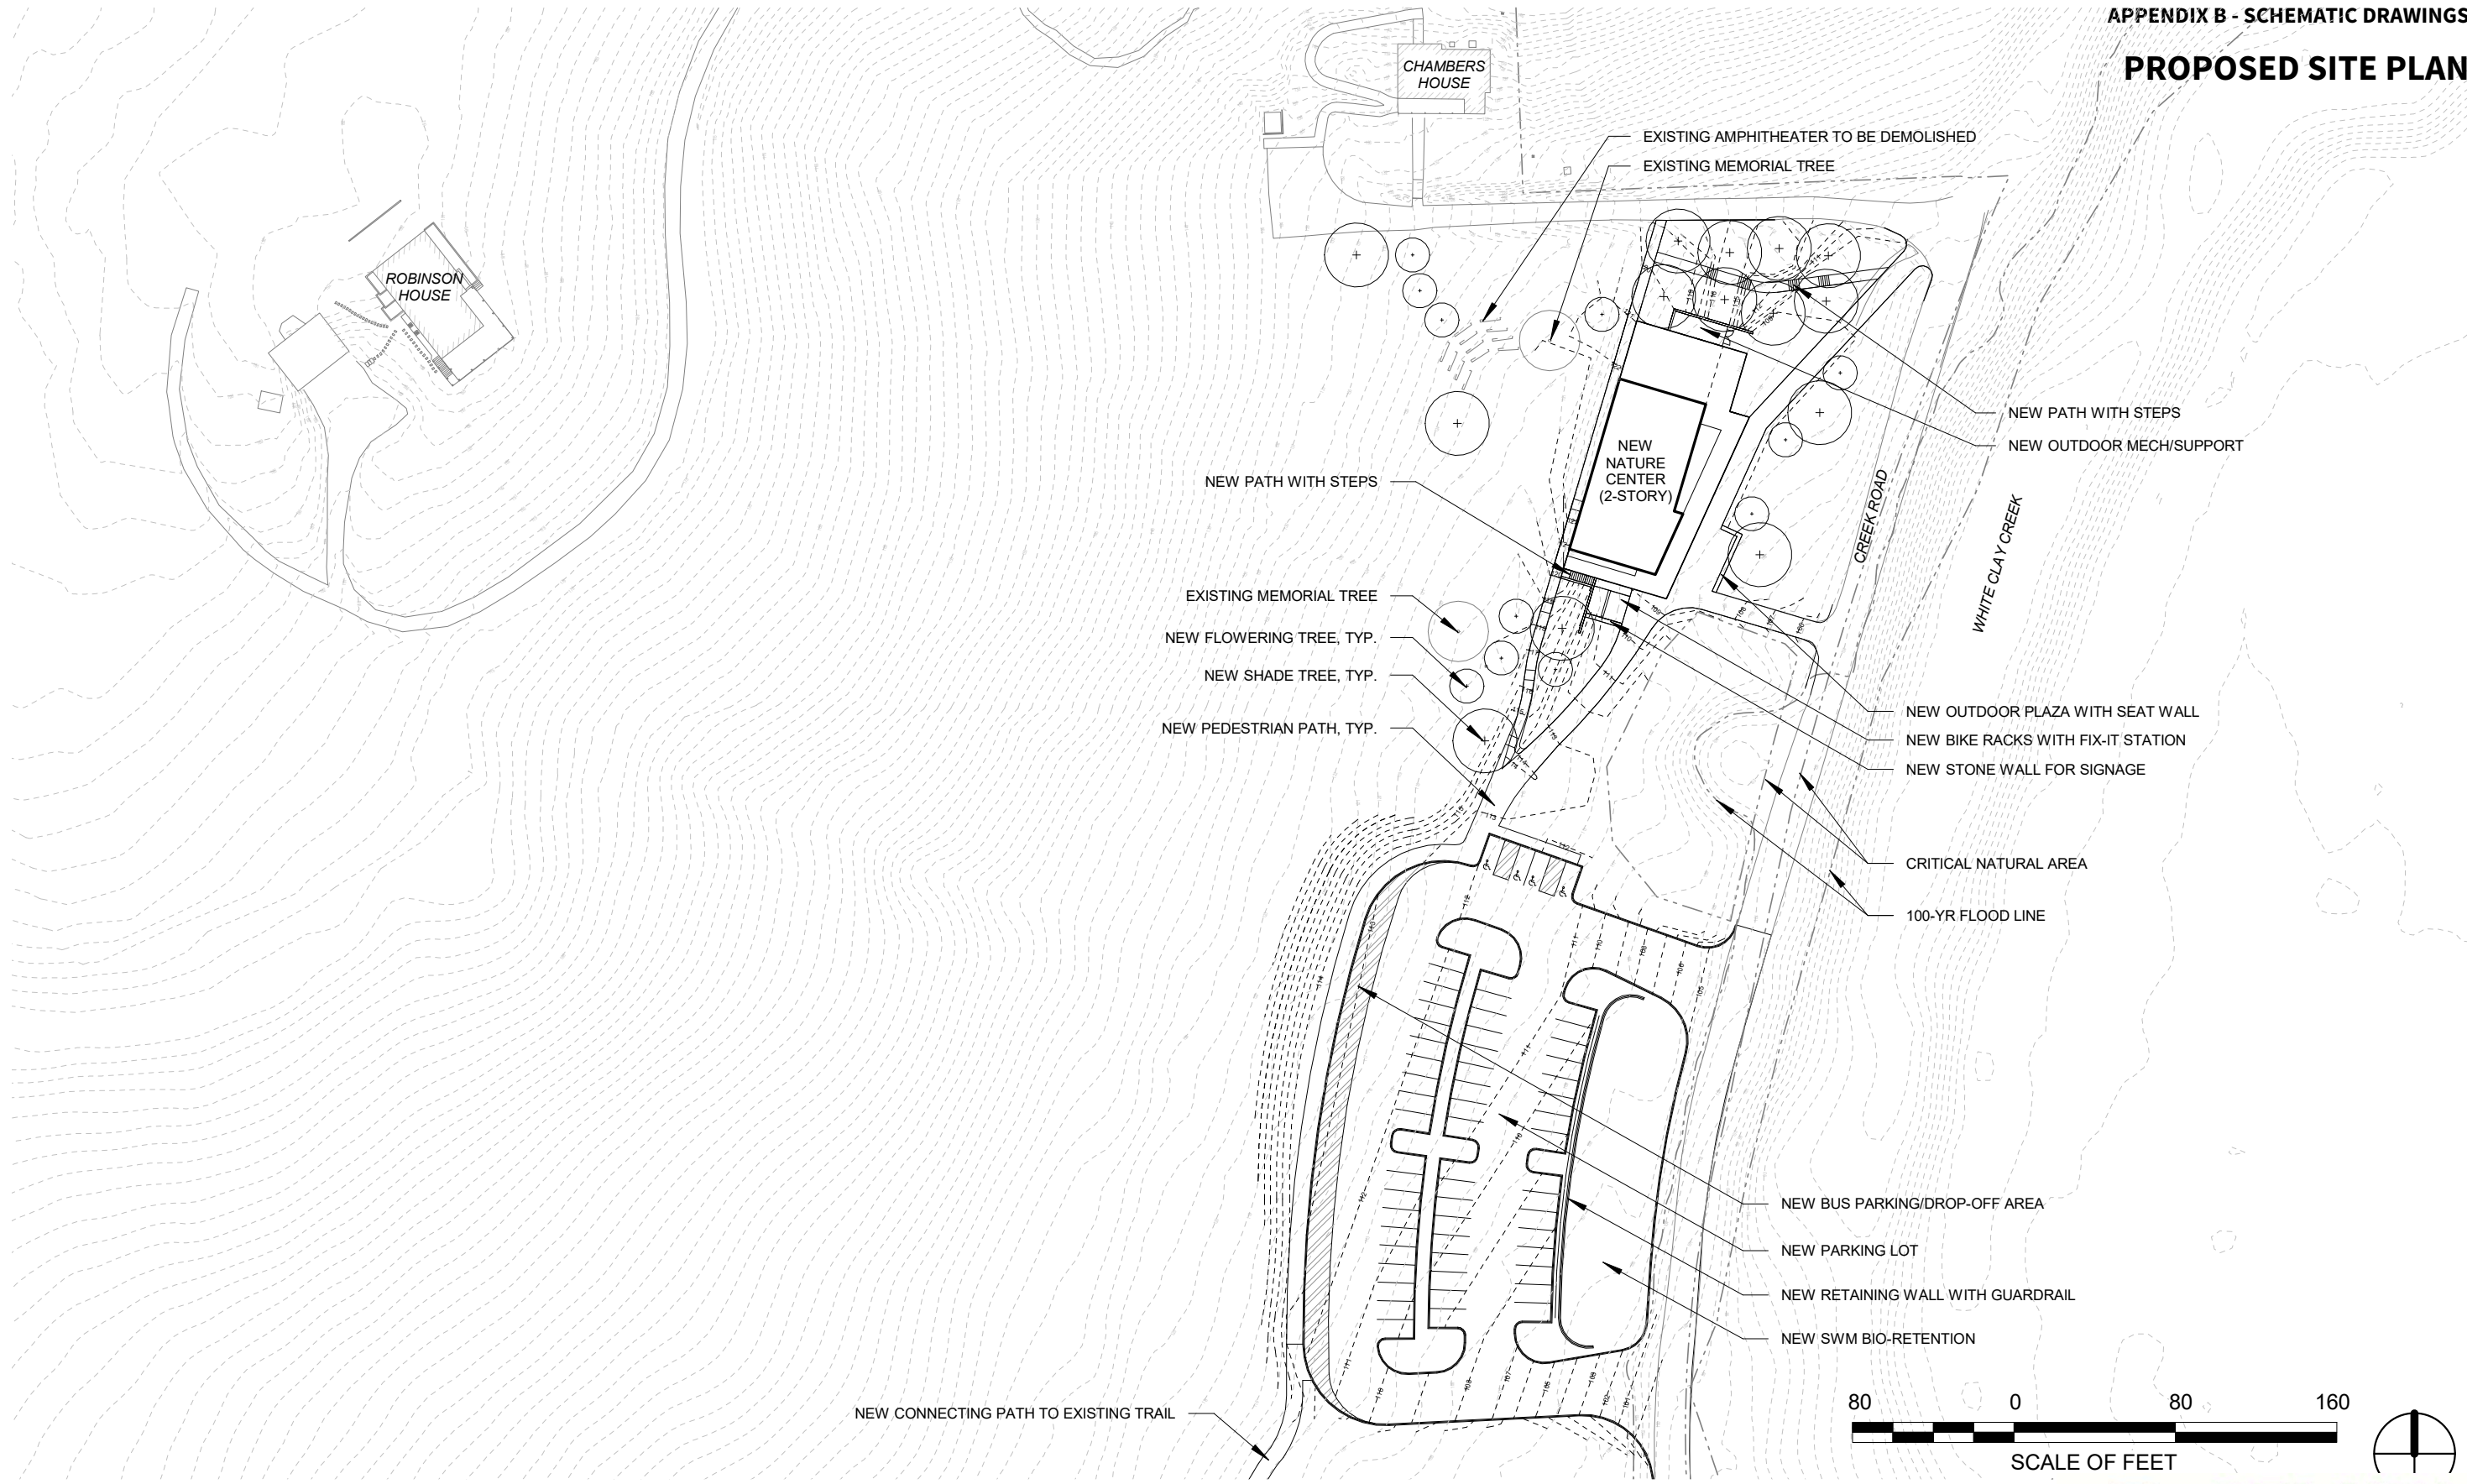 APPENDIX B - SCHEMATIC DRAWINGS
PROPOSED SITE PLAN
CHAMBERS
HOUSE
EXISTING AMPHITHEATER TO BE DEMOLISHED
EXISTING MEMORIAL TREE
ROBINSON
HOUSE
NEW PATH WITH STEPS
NEW OUTDOOR MECH/SUPPORT
NEW
NATURE
CENTER
(2-STORY)
NEW PATH WITH STEPS
CREEK ROAD
WHITE CLAY CREEK
EXISTING MEMORIAL TREE
NEW FLOWERING TREE, TYP.
NEW SHADE TREE, TYP.
NEW PEDESTRIAN PATH, TYP.
NEW OUTDOOR PLAZA WITH SEAT WALL
NEW BIKE RACKS WITH FIX-IT STATION
NEW STONE WALL FOR SIGNAGE
CRITICAL NATURAL AREA
100-YR FLOOD LINE
NEW BUS PARKING/DROP-OFF AREA
NEW PARKING LOT
NEW RETAINING WALL WITH GUARDRAIL
NEW SWM BIO-RETENTION
NEW CONNECTING PATH TO EXISTING TRAIL
80 0 80 160
SCALE OF FEET